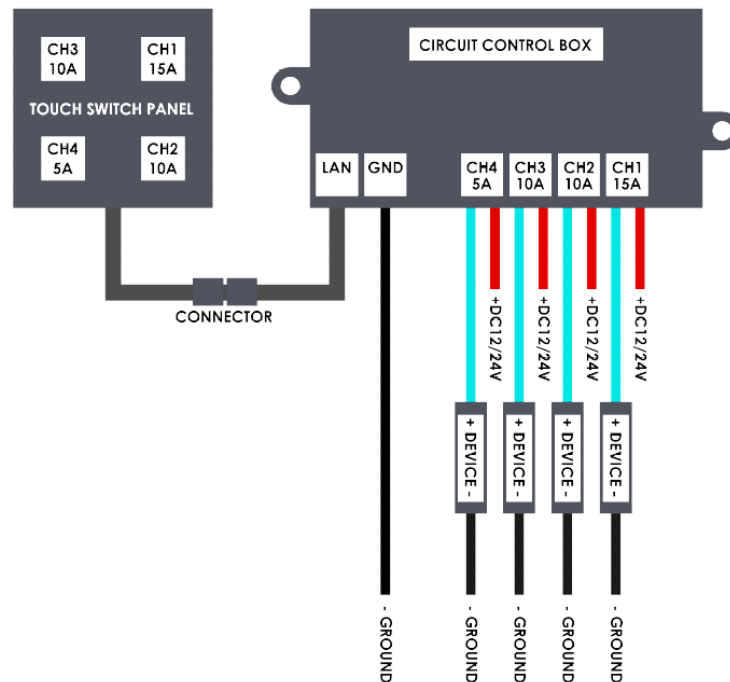 CH3
10A
CH1
15A
TOUCH SWITCH PANEL
CH4
5A
CH2
10A
CIRCUIT CONTROL BOX
LAN
GND
CH4
5A
CH3
10A
CH2
10A
CH1
15A
CONNECTOR
+DC12/24V
+DC12/24V
+DC12/24V
+DC12/24V
+ DEVICE -
+ DEVICE -
+ DEVICE -
+ DEVICE -
- GROUND
- GROUND
- GROUND
- GROUND
- GROUND